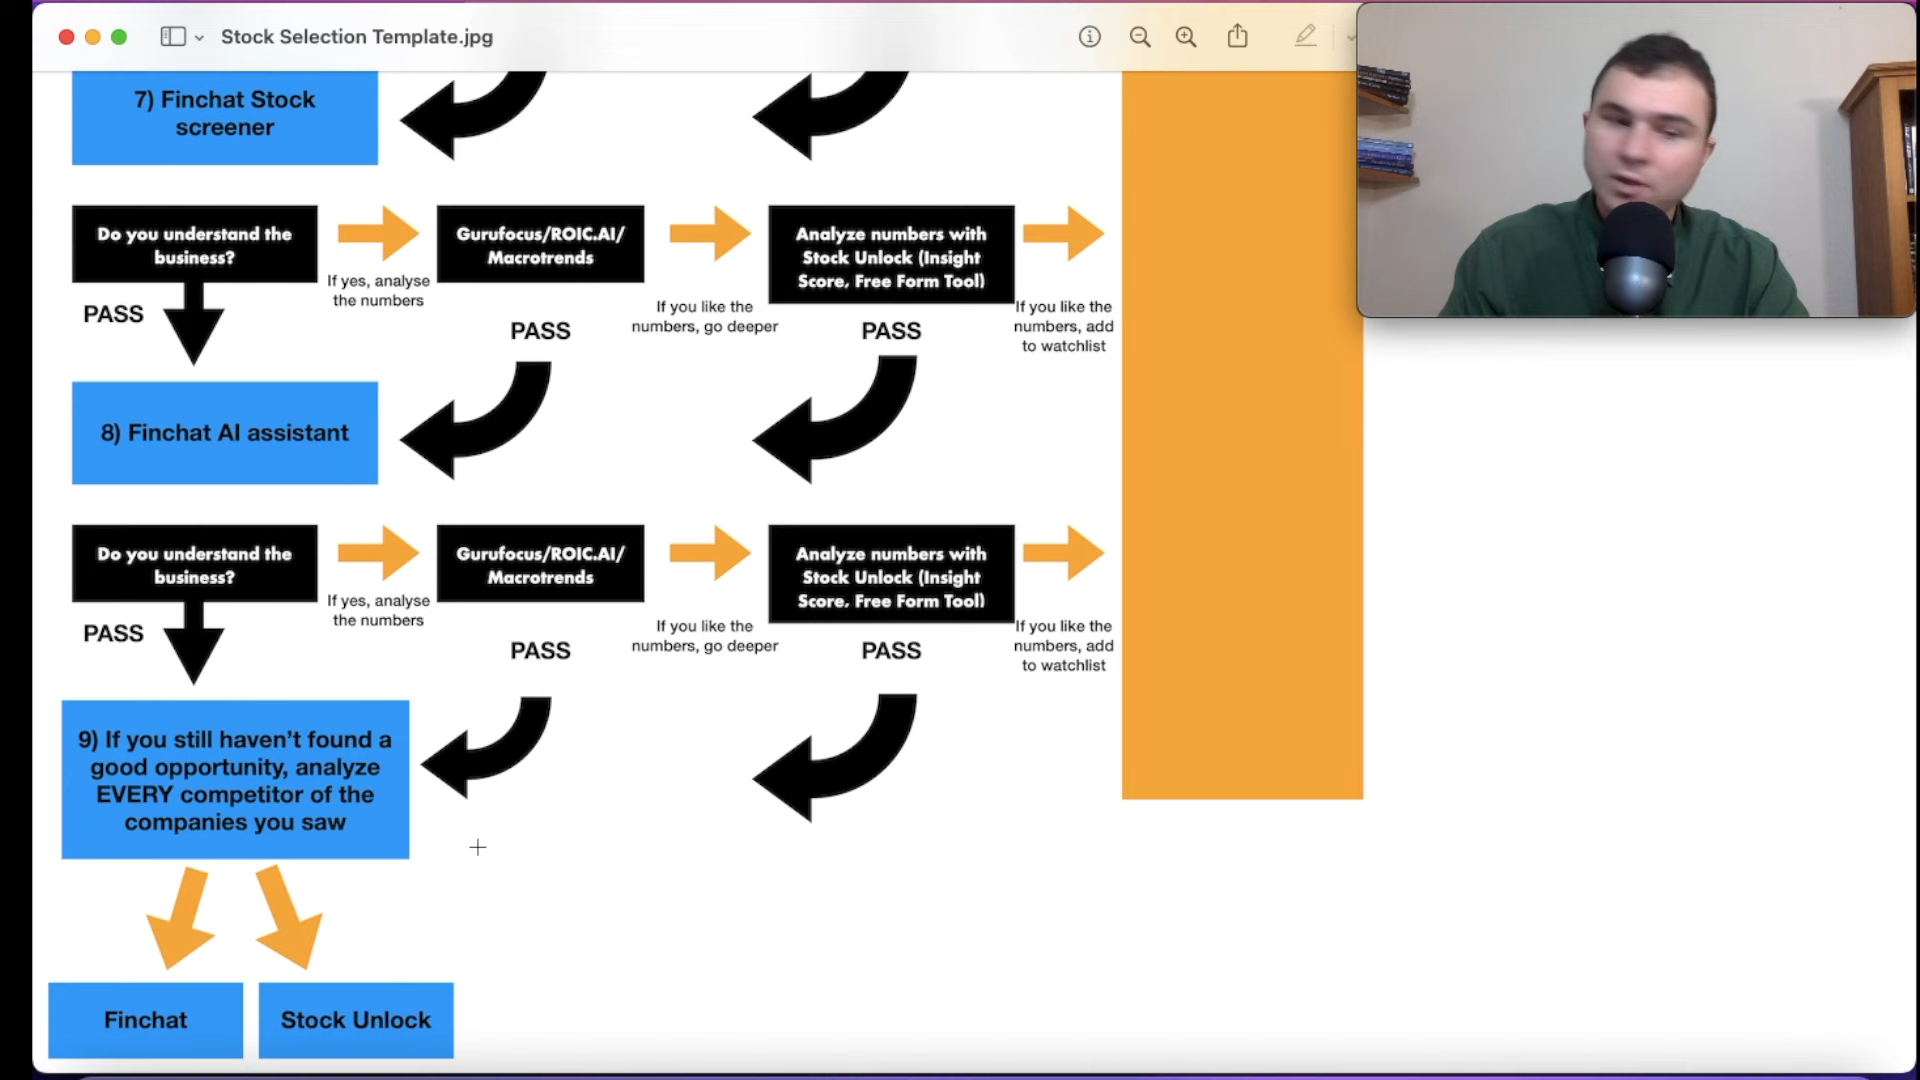 Stock Selection Template.jpg
7) Finchat Stock
screener
Do you understand the
business?
If yes, analyse
the numbers
Gurufocus/ROIC.AI/
Macrotrends
If you like the
numbers, go deeper
Analyze numbers with
Stock Unlock (Insight
Score, Free Form Tool)
If you like the
numbers, add
to watchlist
PASS
PASS
PASS
8) Finchat AI assistant
Do you understand the
business?
If yes, analyse
the numbers
Gurufocus/ROIC.AI/
Macrotrends
If you like the
numbers, go deeper
Analyze numbers with
Stock Unlock (Insight
Score, Free Form Tool)
If you like the
numbers, add
to watchlist
PASS
PASS
PASS
9) If you still haven't found a
good opportunity, analyze
EVERY competitor of the
companies you saw
Finchat
Stock Unlock